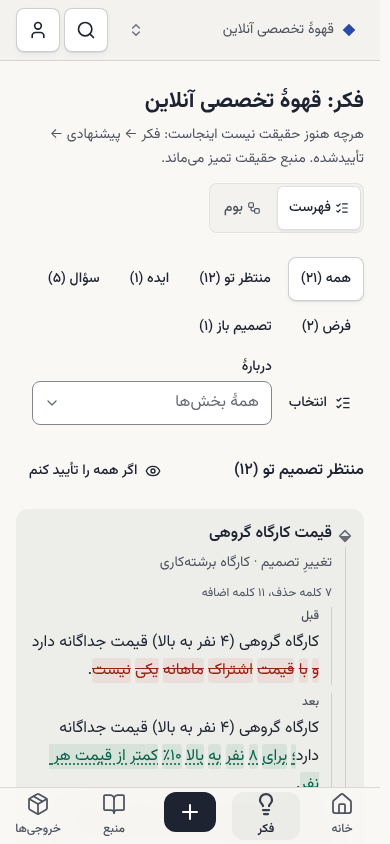 قهوهٔ تخصصی آنلاین
فکر: قهوهٔ تخصصی آنلاین
هرچه هنوز حقیقت نیست اینجاست: فکر ← پیشنهادی ←
تأییدشده. منبع حقیقت تمیز می‌ماند.
فهرست
بوم
همه (۲۱)
منتظر تو (۱۲)
ایده (۱)
سؤال (۵)
فرض (۲)
تصمیم باز (۱)
دربارهٔ
انتخاب
همهٔ بخش‌ها
منتظر تصمیم تو (۱۲)
اگر همه را تأیید کنم
قیمت کارگاه گروهی
تغییرِ تصمیم · کارگاه برشته‌کاری
۷ کلمه حذف، ۱۱ کلمه اضافه
قبل
کارگاه گروهی (۴ نفر به بالا) قیمت جداگانه دارد
و با قیمت اشتراک ماهانه یکی نیست.
بعد
کارگاه گروهی (۴ نفر به بالا) قیمت جداگانه
دارد؛ برای ۸ نفر به بالا ۱۰٪ کمتر از قیمت هر
نفر.
خانه
فکر
منبع
خروجی‌ها